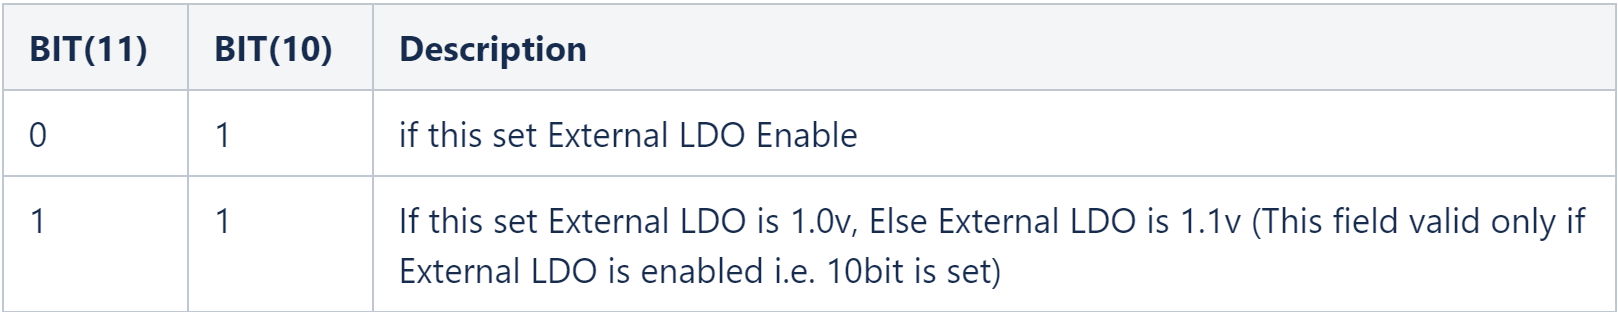 BIT(11) BIT(10) Description
0 1 if this set External LDO Enable
1 1 If this set External LDO is 1.0v, Else External LDO is 1.1v (This field valid only if
External LDO is enabled i.e. 10bit is set)